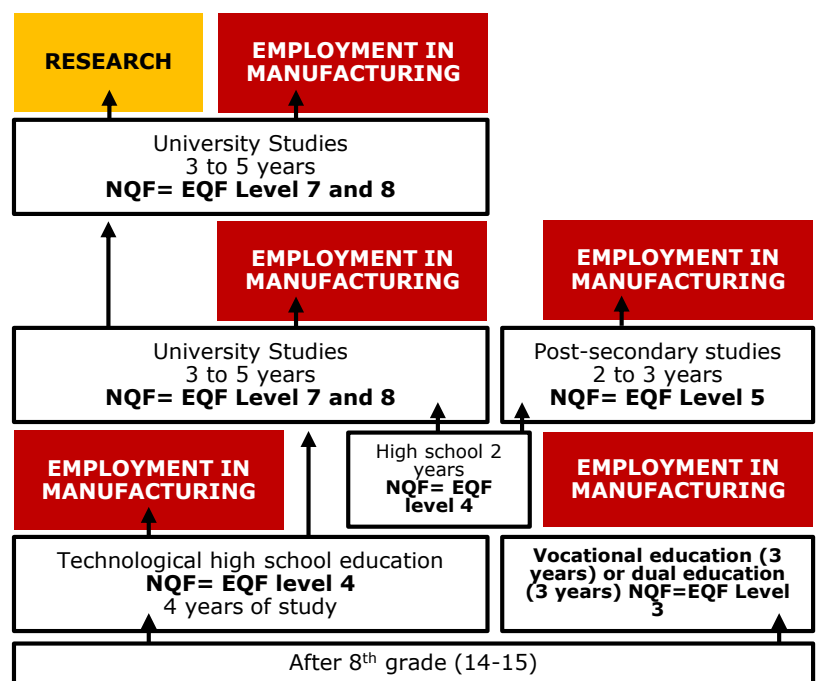 RESEARCH
EMPLOYMENT IN
MANUFACTURING
University Studies
3 to 5 years
NQF= EQF Level 7 and 8
EMPLOYMENT IN
MANUFACTURING
EMPLOYMENT IN
MANUFACTURING
University Studies
3 to 5 years
NQF= EQF Level 7 and 8
Post-secondary studies
2 to 3 years
NQF= EQF Level 5
EMPLOYMENT IN
MANUFACTURING
High school 2
years
NQF= EQF
level 4
EMPLOYMENT IN
MANUFACTURING
Technological high school education
NQF= EQF level 4
4 years of study
Vocational education (3
years) or dual education
(3 years) NQF=EQF Level
3
After 8th grade (14-15)